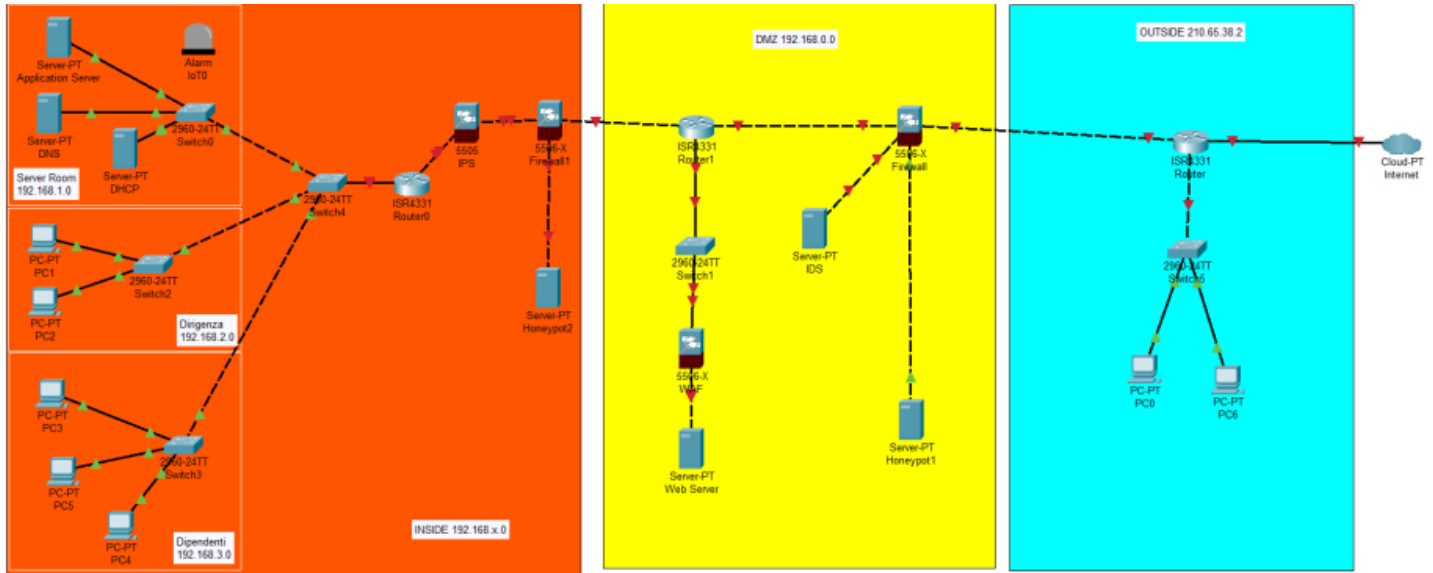 Server-PT
Application Server
Alarm
IoT0
Server-PT
DNS
2960-24TT
Switch0
Server-PT
DHCP
Server Room
192.168.1.0
PC-PT
PC1
PC-PT
PC2
2960-24TT
Switch2
Dirigenza
192.168.2.0
PC-PT
PC3
PC-PT
PC5
PC-PT
PC4
2960-24TT
Switch3
Dipendenti
192.168.3.0
2960-24TT
Switch4
ISR4331
Router0
5505
IPS
5506-X
Firewall1
Server-PT
Honeypot2
INSIDE 192.168.x.0
DMZ 192.168.0.0
ISR4331
Router1
2960-24TT
Switch1
5506-X
WAF
Server-PT
Web Server
Server-PT
IDS
5506-X
Firewall
Server-PT
Honeypot1
OUTSIDE 210.65.38.2
ISR4331
Router
2960-24TT
Switch5
PC-PT
PC0
PC-PT
PC6
Cloud-PT
Internet